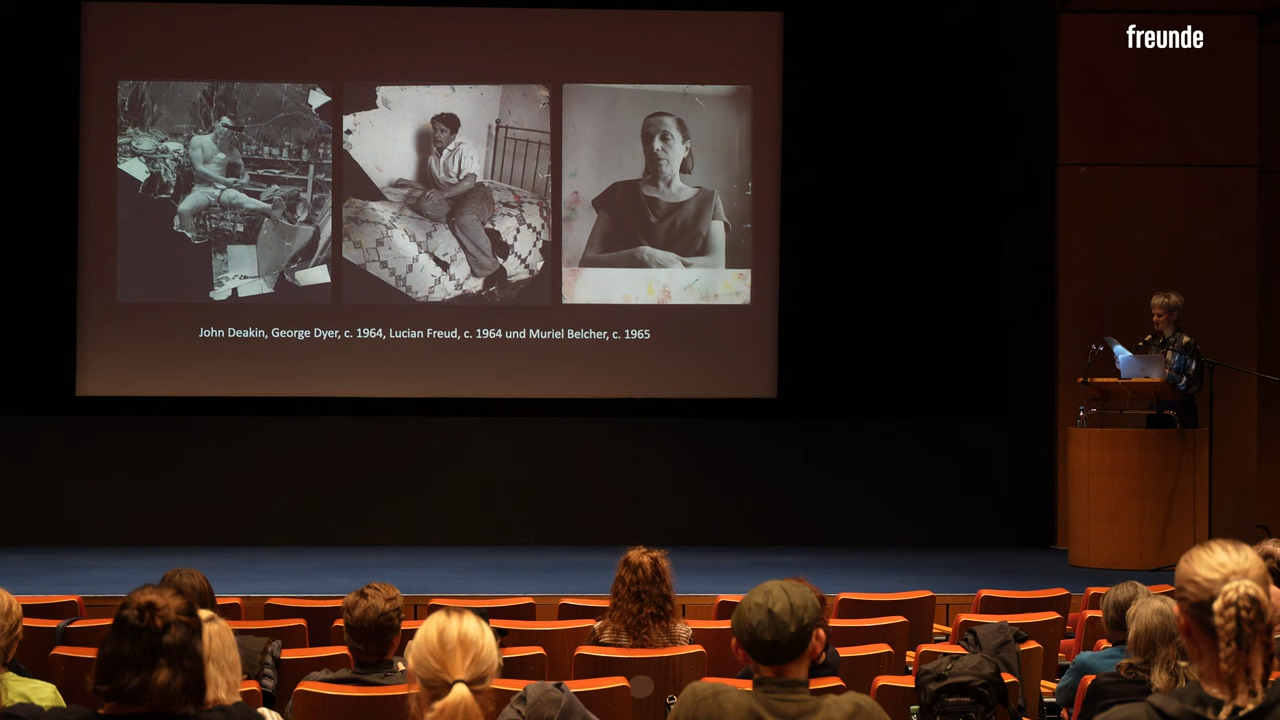 freunde
John Deakin, George Dyer, c. 1964, Lucian Freud, c. 1964 und Muriel Belcher, c. 1965